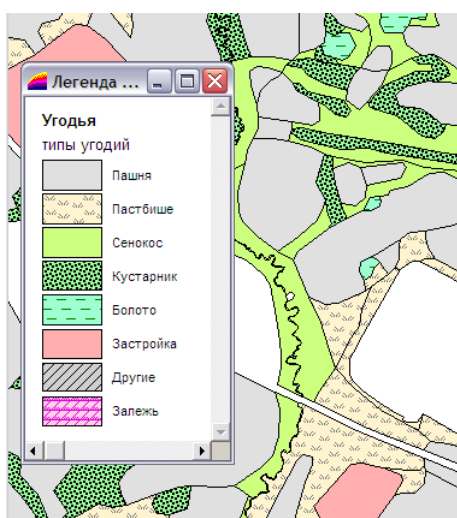 Легенда ...
Угодья
типы угодий
Пашня
Пастбише
Сенокос
Кустарник
Болото
Застройка
Другие
Залежь